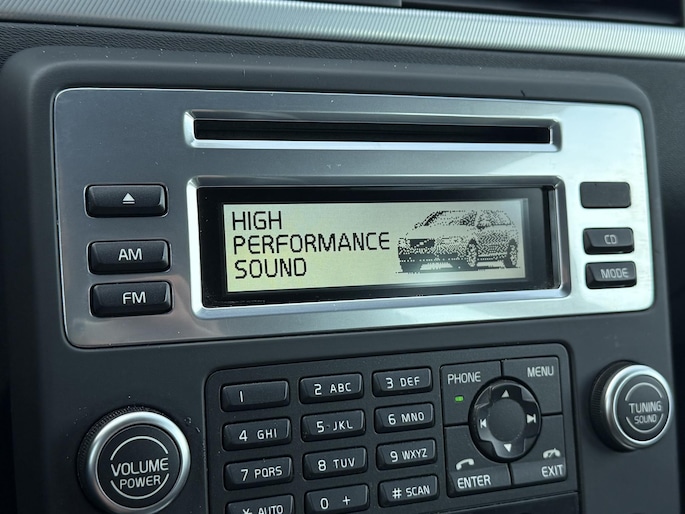 HIGH
PERFORMANCE
SOUND
AM
FM
CD
MODE
1
2 ABC
3 DEF
4 GHI
5 JKL
6 MNO
7 PQRS
8 TUV
9 WXYZ
* AUTO
0 +
# SCAN
PHONE
MENU
ENTER
EXIT
VOLUME
POWER
TUNING
SOUND